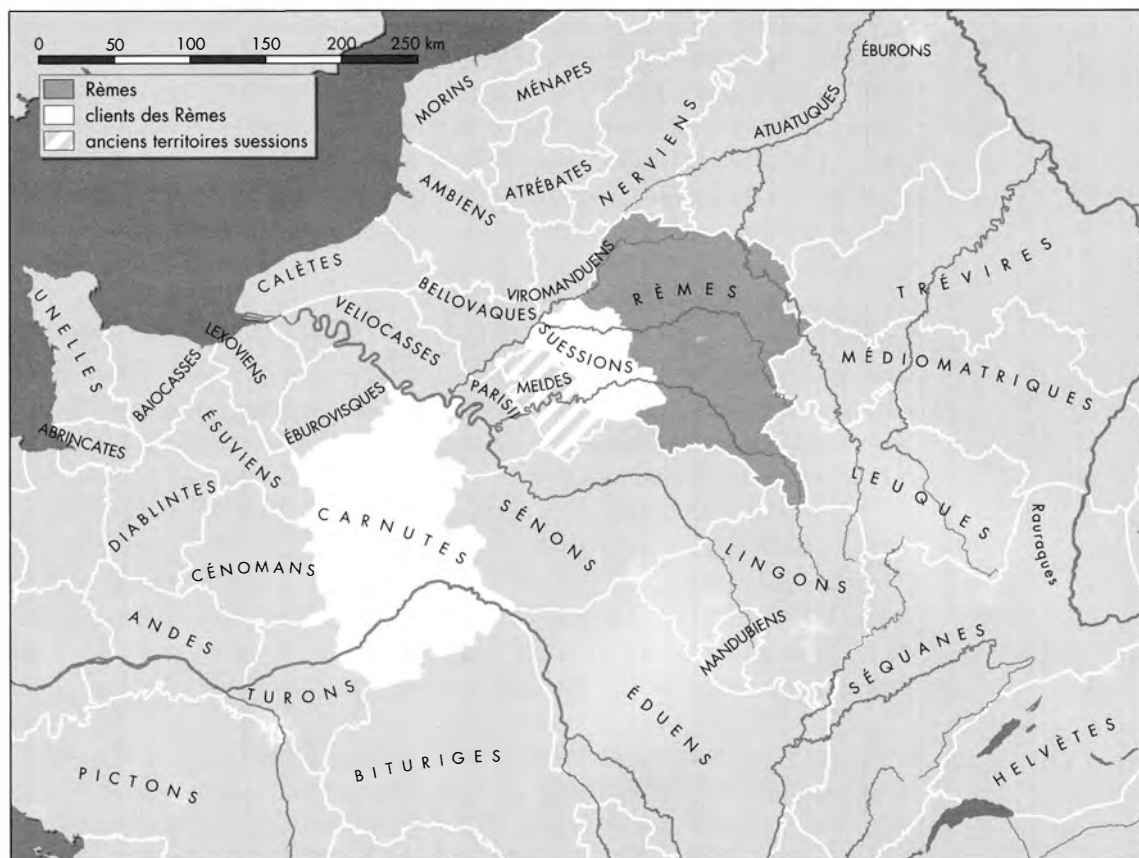 0 50 100 150 200 250 km
Rèmes
clients des Rèmes
anciens territoires suessions
ÉBURONS
MÉNAPES
MORINS
ATUATUQUES
NERVIENS
ATRÉBATES
AMBIENS
CALÈTES
TRÉVIRES
VIROMANDUENS
RÈMES
BELLOVAQUES
UNELLES
VELIOCASSES
LEXOVIENS
SUESSIONS
MÉDIOMATRIQUES
BAIOCASSES
MELDES
PARISII
ÉBUROVISQUES
ABRINCATES
ÉSUVIENS
LEUQUES
DIABLINTES
CARNUTES
SÉNONS
Rauraques
CÉNOMANS
LINGONS
ANDES
MANDUBIENS
SÉQUANES
TURONS
ÉDUENS
BITURIGES
HELVÈTES
PICTONS